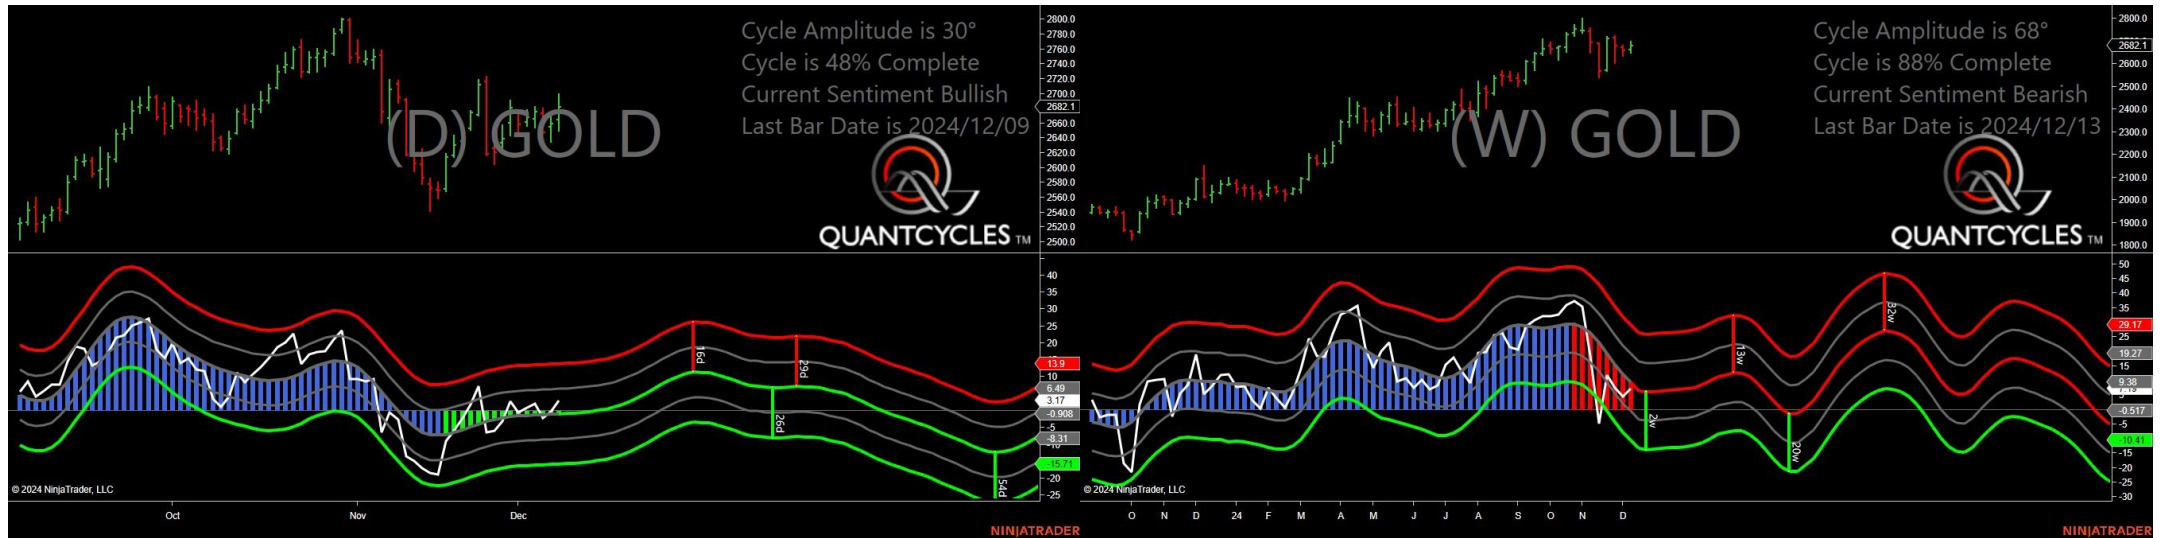 Cycle Amplitude is 30°
Cycle is 48% Complete
Current Sentiment Bullish
Last Bar Date is 2024/12/09
(D) GOLD
QUANTCYCLES TM
2800.0
2780.0
2760.0
2740.0
2720.0
2700.0
2682.1
2660.0
2640.0
2620.0
2600.0
2580.0
2560.0
2540.0
2520.0
2500.0
40
35
30
25
20
13.9
10
6.49
3.17
-0.908
-5
-8.31
-15.71
-20
-25
16d
29d
26d
54d
© 2024 NinjaTrader, LLC
Oct
Nov
Dec
NINJATRADER
Cycle Amplitude is 68°
Cycle is 88% Complete
Current Sentiment Bearish
Last Bar Date is 2024/12/13
(W) GOLD
QUANTCYCLES TM
2800.0
2682.1
2600.0
2500.0
2400.0
2300.0
2200.0
2100.0
2000.0
1900.0
1800.0
50
45
40
35
29.17
25
19.27
15
9.38
-0.517
-5
-10.41
-15
-20
-25
-30
2w
13w
20w
32w
© 2024 NinjaTrader, LLC
O N D 24 F M A M J J A S O N D
NINJATRADER